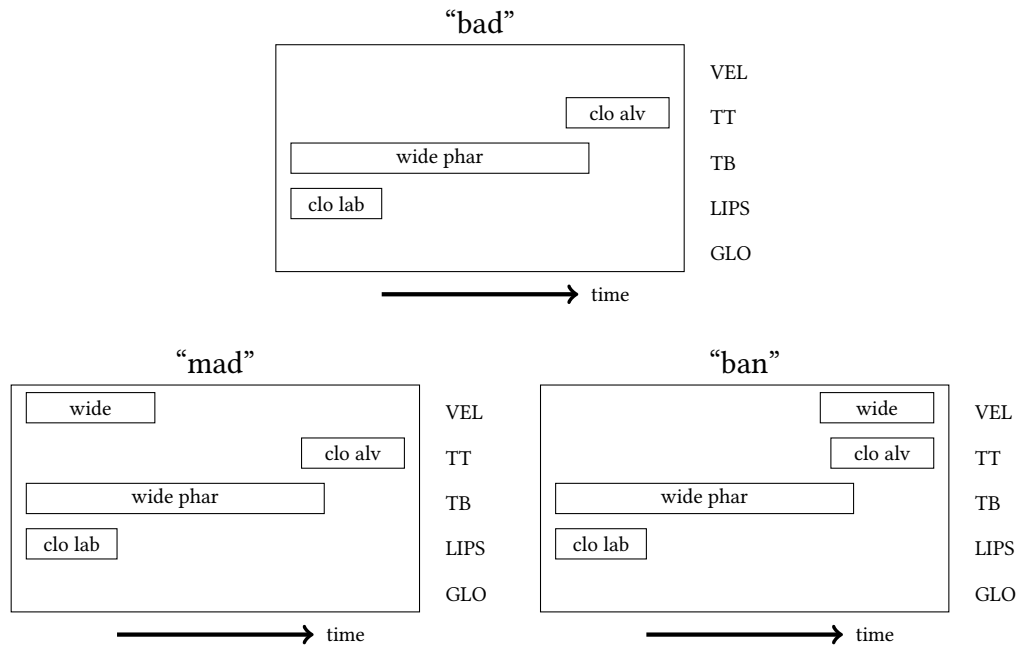 “bad”
VEL
clo alv TT
wide phar TB
clo lab LIPS
GLO
time
“mad”
wide VEL
clo alv TT
wide phar TB
clo lab LIPS
GLO
time
“ban”
wide VEL
clo alv TT
wide phar TB
clo lab LIPS
GLO
time